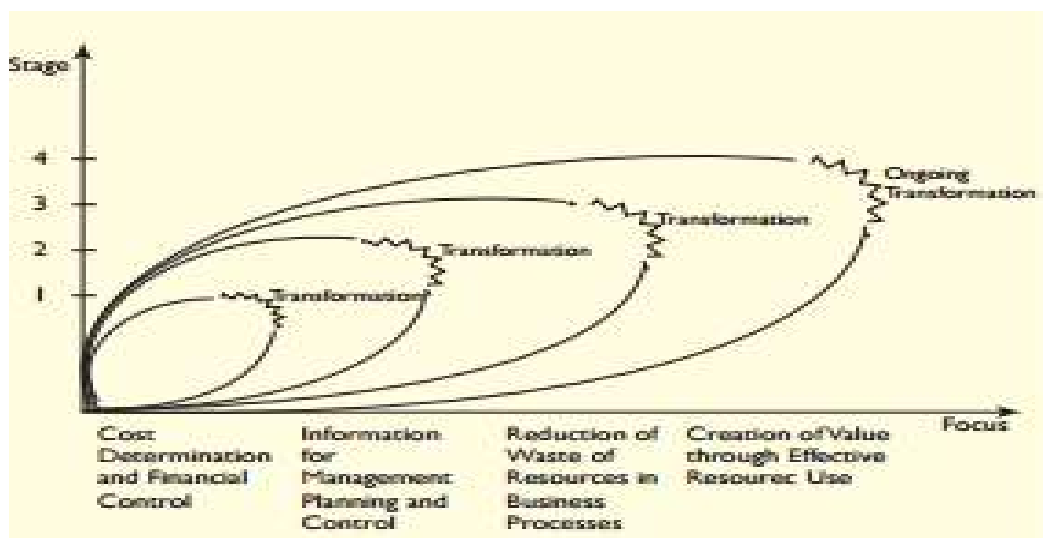 Stage
4
Ongoing
Transformation
3
Transformation
2
Transformation
1
Transformation
Focus
Cost
Determination
and Financial
Control
Information
for
Management
Planning and
Control
Reduction of
Waste of
Resources in
Business
Processes
Creation of Value
through Effective
Resourec Use